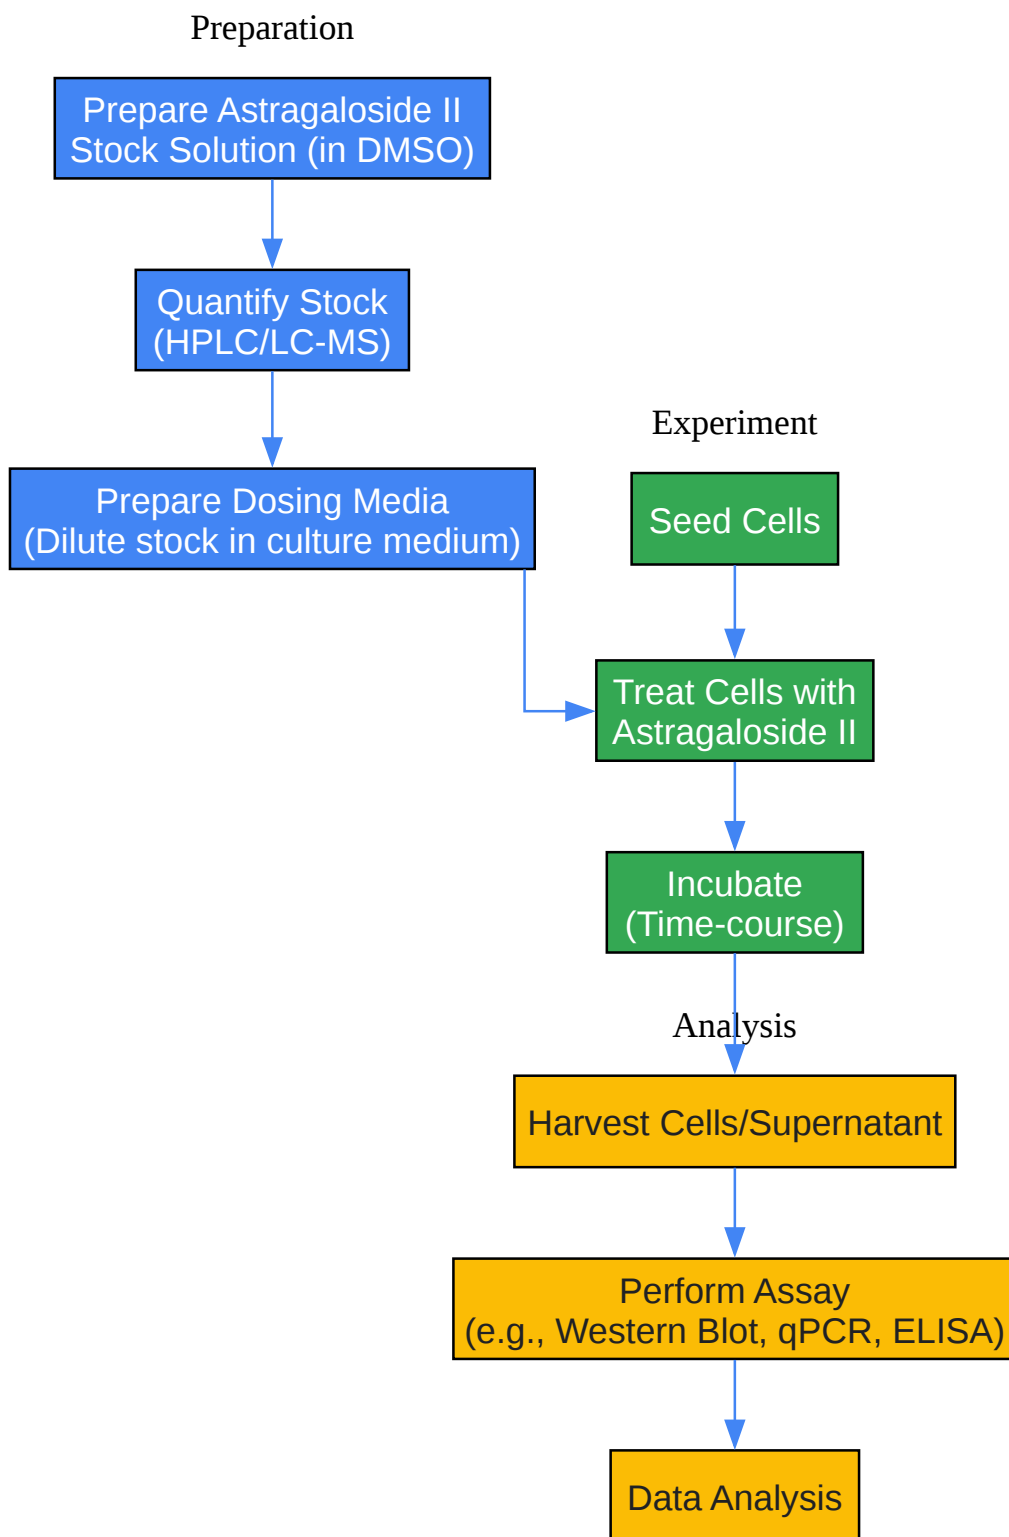 Preparation
Prepare Astragaloside II
Stock Solution (in DMSO)
Quantify Stock
(HPLC/LC-MS)
Prepare Dosing Media
(Dilute stock in culture medium)
Experiment
Seed Cells
Treat Cells with
Astragaloside II
Incubate
(Time-course)
Analysis
Harvest Cells/Supernatant
Perform Assay
(e.g., Western Blot, qPCR, ELISA)
Data Analysis